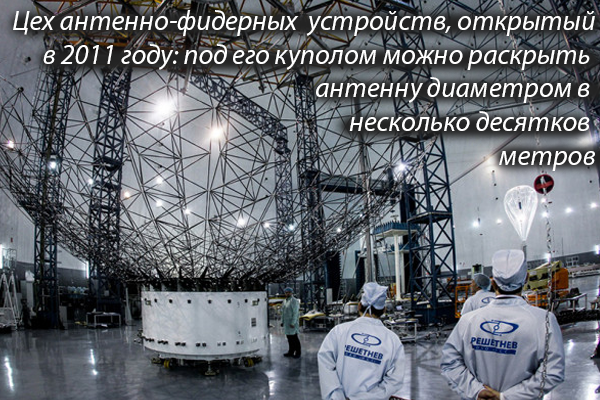 Цех антенно-фидерных устройств, открытый
в 2011 году: под его куполом можно раскрыть
антенну диаметром в
несколько десятков
метров
РЕШЕТНЕВ
РЕШЕТНЕВ